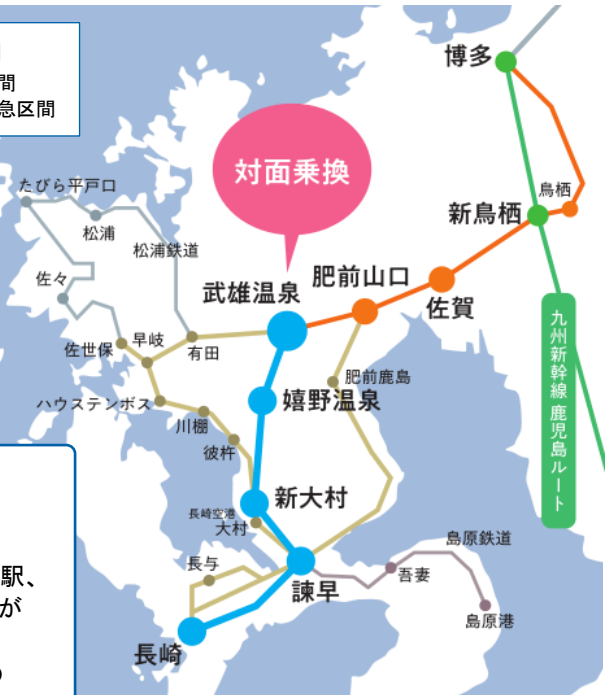 間
急区間
博多
鳥栖
新鳥栖
対面乗換
たびら平戸口
松浦
松浦鉄道
佐々
武雄温泉
肥前山口
佐賀
佐世保
早岐
有田
九州新幹線 鹿児島ルート
肥前鹿島
ハウステンボス
嬉野温泉
川棚
彼杵
新大村
長崎空港
大村
島原鉄道
長与
吾妻
諫早
島原港
長崎
駅、
が